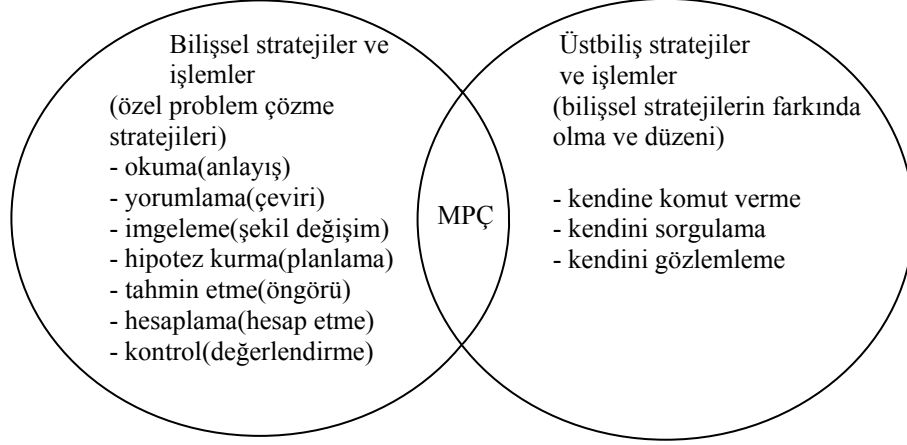 Bilişsel stratejiler ve
işlemler
(özel problem çözme
stratejileri)
- okuma(anlayış)
- yorumlama(çeviri)
- imgeleme(şekil değişim)
- hipotez kurma(planlama)
- tahmin etme(öngörü)
- hesaplama(hesap etme)
- kontrol(değerlendirme)
MPÇ
Üstbiliş stratejiler
ve işlemler
(bilişsel stratejilerin farkında
olma ve düzeni)
- kendine komut verme
- kendini sorgulama
- kendini gözlemleme